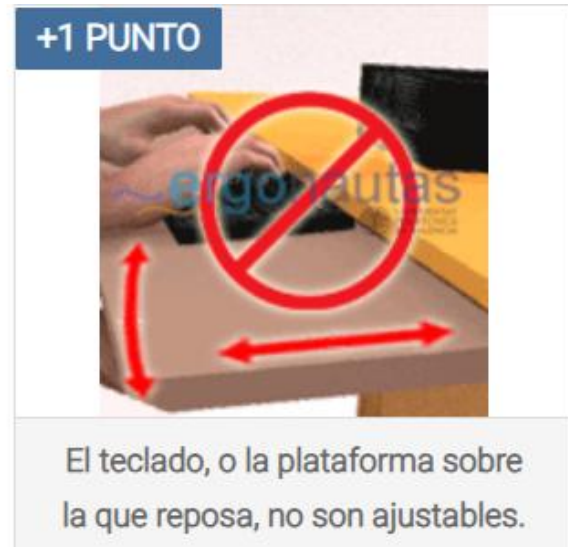 +1 PUNTO
ergonautas
El teclado, o la plataforma sobre
la que reposa, no son ajustables.